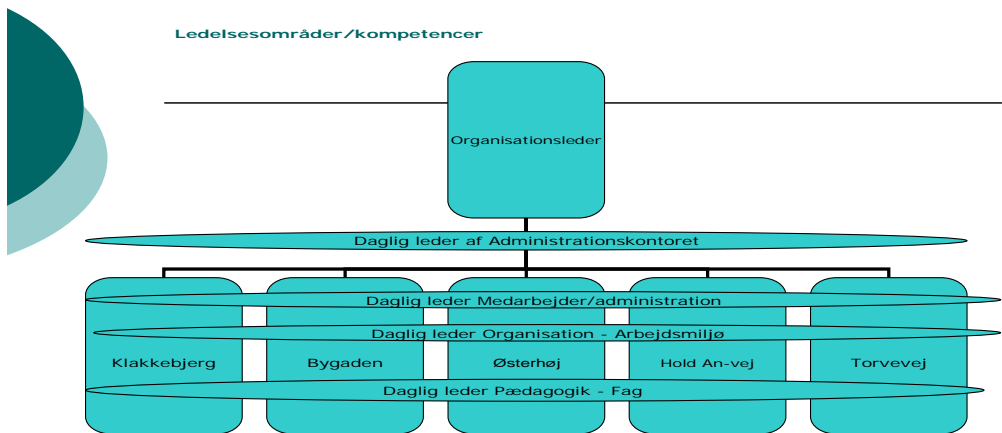 Ledelsesområder/kompetencer
Organisationsleder
Daglig leder af Administrationskontoret
Daglig leder Medarbejder/administration
Daglig leder Organisation - Arbejdsmiljø
Klakkebjerg
Bygaden
Østerhøj
Hold An-vej
Torvevej
Daglig leder Pædagogik - Fag